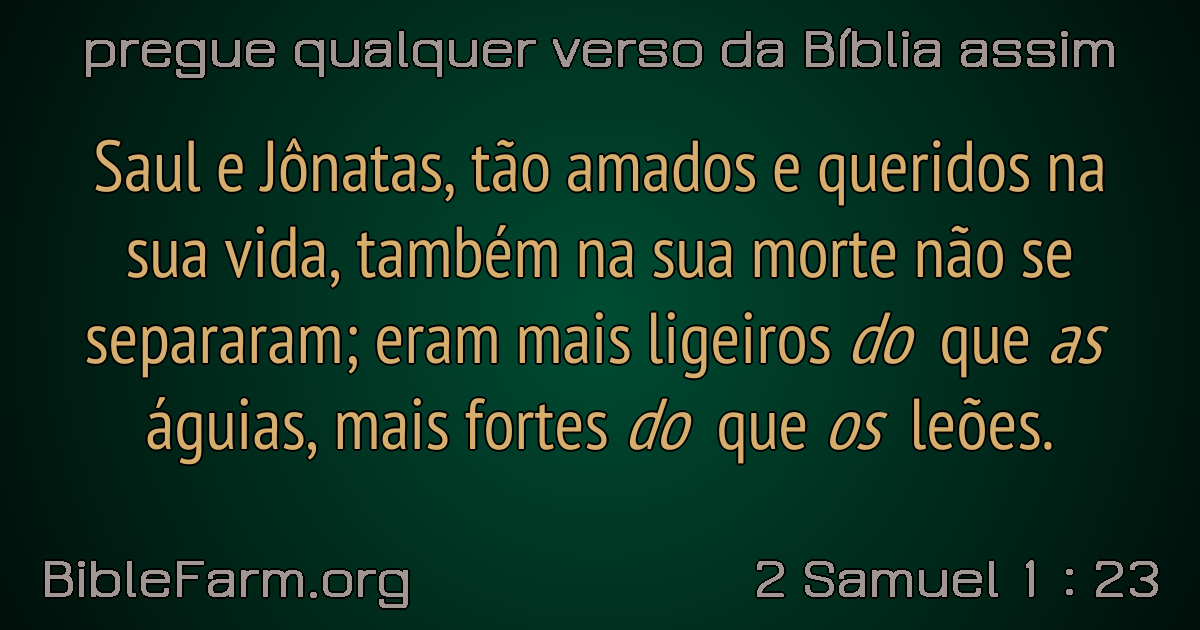 pregue qualquer verso da Bíblia assim
Saul e Jônatas, tão amados e queridos na
sua vida, também na sua morte não se
separaram; eram mais ligeiros do que as
águias, mais fortes do que os leões.
BibleFarm.org
2 Samuel 1 : 23